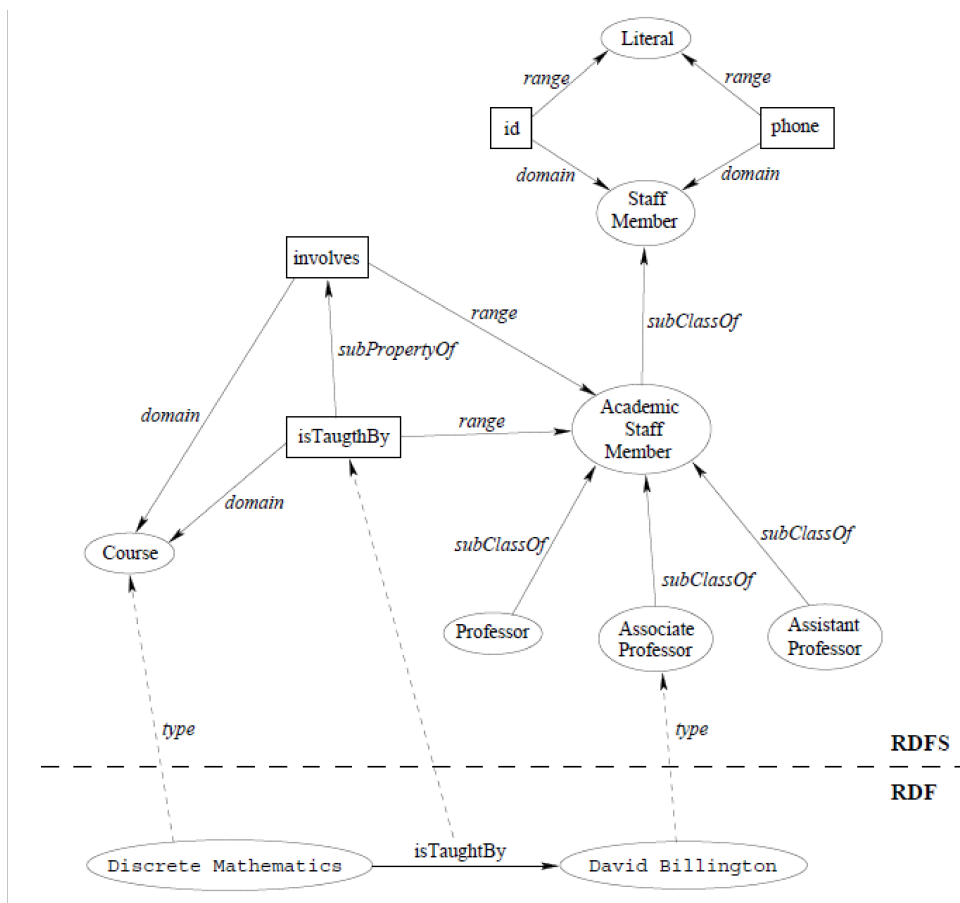 Literal
range
range
id
phone
domain
domain
Staff
Member
involves
range
subClassOf
subPropertyOf
domain
Academic
Staff
Member
isTaugthBy
range
domain
Course
subClassOf
subClassOf
subClassOf
Professor
Associate
Professor
Assistant
Professor
type
type
RDFS
RDF
isTaughtBy
Discrete Mathematics
David Billington